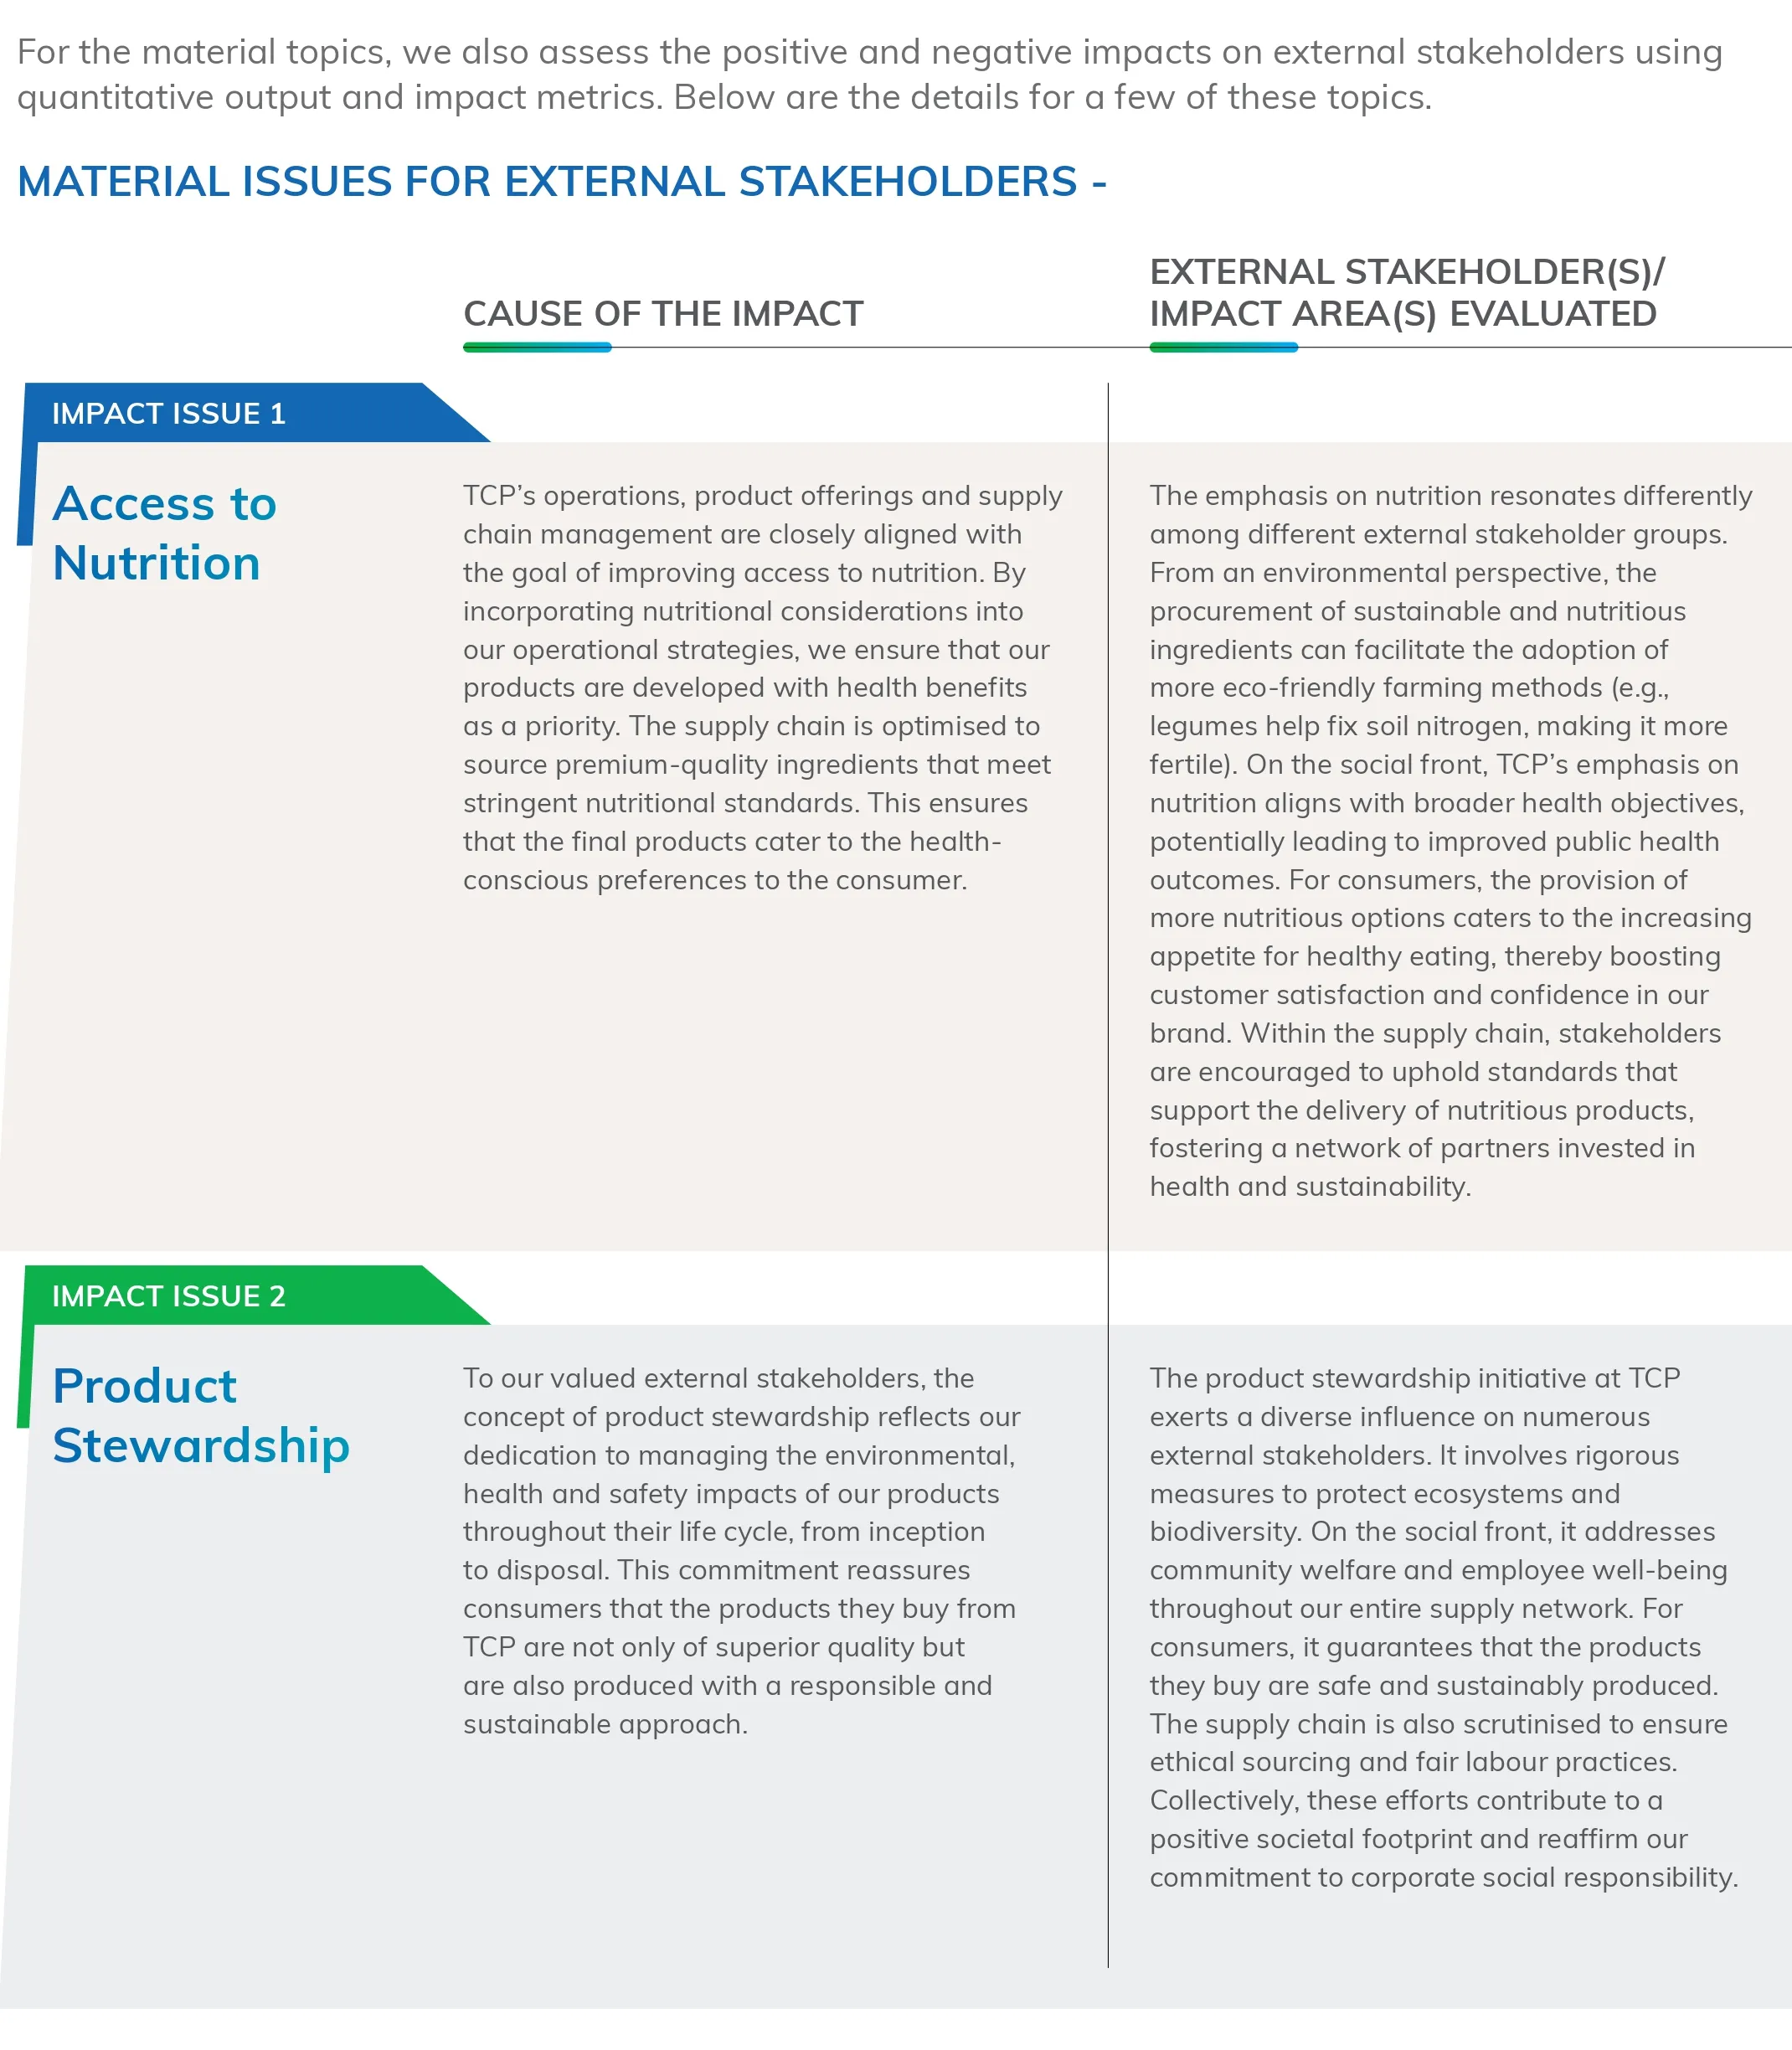 For the material topics, we also assess the positive and negative impacts on external stakeholders using
quantitative output and impact metrics. Below are the details for a few of these topics.
MATERIAL ISSUES FOR EXTERNAL STAKEHOLDERS -
CAUSE OF THE IMPACT
EXTERNAL STAKEHOLDER(S)/
IMPACT AREA(S) EVALUATED
IMPACT ISSUE 1
Access to
Nutrition
TCP’s operations, product offerings and supply
chain management are closely aligned with
the goal of improving access to nutrition. By
incorporating nutritional considerations into
our operational strategies, we ensure that our
products are developed with health benefits
as a priority. The supply chain is optimised to
source premium-quality ingredients that meet
stringent nutritional standards. This ensures
that the final products cater to the health-
conscious preferences to the consumer.
The emphasis on nutrition resonates differently
among different external stakeholder groups.
From an environmental perspective, the
procurement of sustainable and nutritious
ingredients can facilitate the adoption of
more eco-friendly farming methods (e.g.,
legumes help fix soil nitrogen, making it more
fertile). On the social front, TCP’s emphasis on
nutrition aligns with broader health objectives,
potentially leading to improved public health
outcomes. For consumers, the provision of
more nutritious options caters to the increasing
appetite for healthy eating, thereby boosting
customer satisfaction and confidence in our
brand. Within the supply chain, stakeholders
are encouraged to uphold standards that
support the delivery of nutritious products,
fostering a network of partners invested in
health and sustainability.
IMPACT ISSUE 2
Product
Stewardship
To our valued external stakeholders, the
concept of product stewardship reflects our
dedication to managing the environmental,
health and safety impacts of our products
throughout their life cycle, from inception
to disposal. This commitment reassures
consumers that the products they buy from
TCP are not only of superior quality but
are also produced with a responsible and
sustainable approach.
The product stewardship initiative at TCP
exerts a diverse influence on numerous
external stakeholders. It involves rigorous
measures to protect ecosystems and
biodiversity. On the social front, it addresses
community welfare and employee well-being
throughout our entire supply network. For
consumers, it guarantees that the products
they buy are safe and sustainably produced.
The supply chain is also scrutinised to ensure
ethical sourcing and fair labour practices.
Collectively, these efforts contribute to a
positive societal footprint and reaffirm our
commitment to corporate social responsibility.